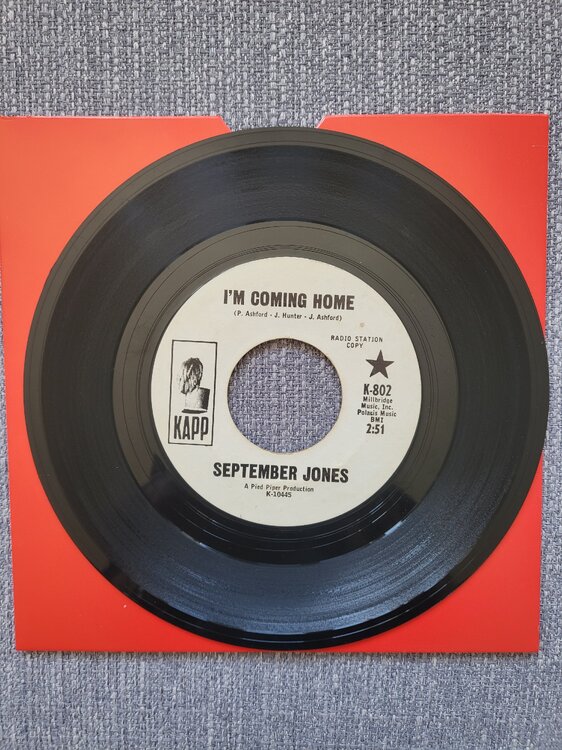 I'M COMING HOME
(P. Ashford - J. Hunter - J. Ashford)
RADIO STATION
COPY
K-802
Millbridge
Music, Inc.
Polaris Music
BMI
2:51
KAPP
SEPTEMBER JONES
A Pied Piper Production
K-10445